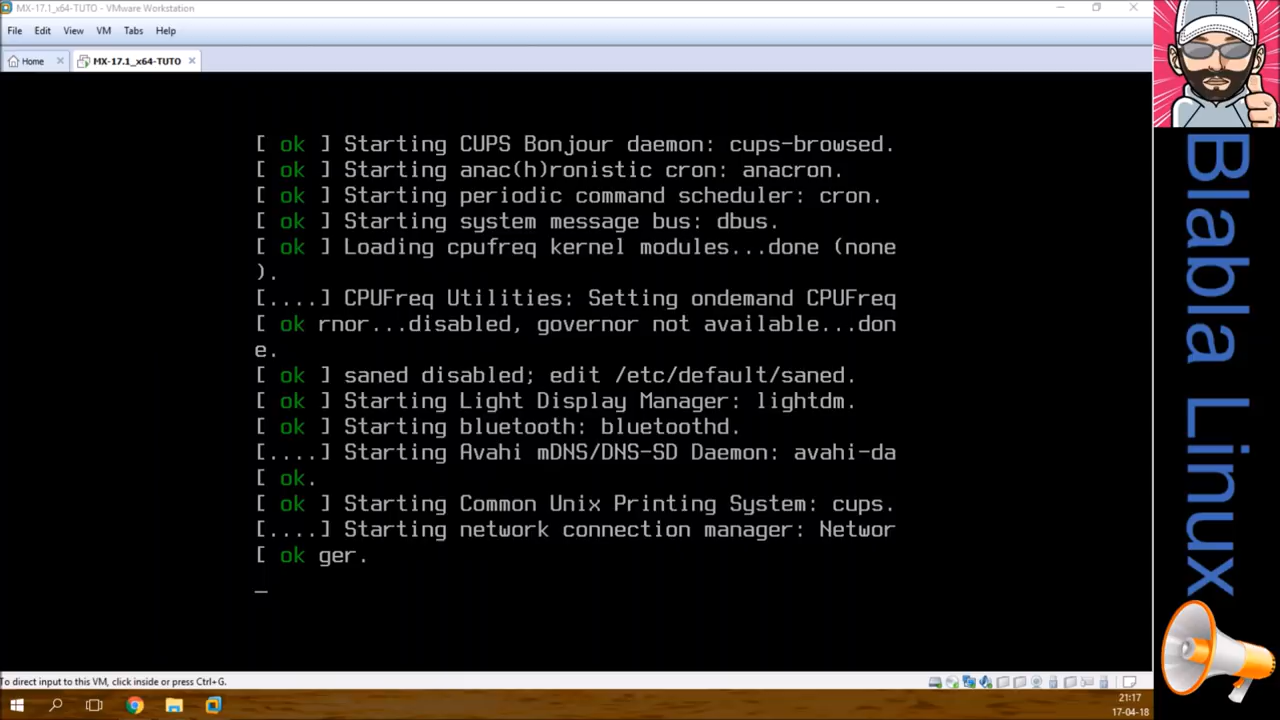 MX-17.1_x64-TUTO - VMware Workstation
File Edit View VM Tabs Help
Home MX-17.1_x64-TUTO
[ ok ] Starting CUPS Bonjour daemon: cups-browsed.
[ ok ] Starting anac(h)ronistic cron: anacron.
[ ok ] Starting periodic command scheduler: cron.
[ ok ] Starting system message bus: dbus.
[ ok ] Loading cpufreq kernel modules...done (none
).
[....] CPUFreq Utilities: Setting ondemand CPUFreq
[ ok rnor...disabled, governor not available...don
e.
[ ok ] saned disabled; edit /etc/default/saned.
[ ok ] Starting Light Display Manager: lightdm.
[ ok ] Starting bluetooth: bluetoothd.
[....] Starting Avahi mDNS/DNS-SD Daemon: avahi-da
[ ok.
[ ok ] Starting Common Unix Printing System: cups.
[....] Starting network connection manager: Networ
[ ok ger.
_
To direct input to this VM, click inside or press Ctrl+G.
21:17
17-04-18
Blabla Linux